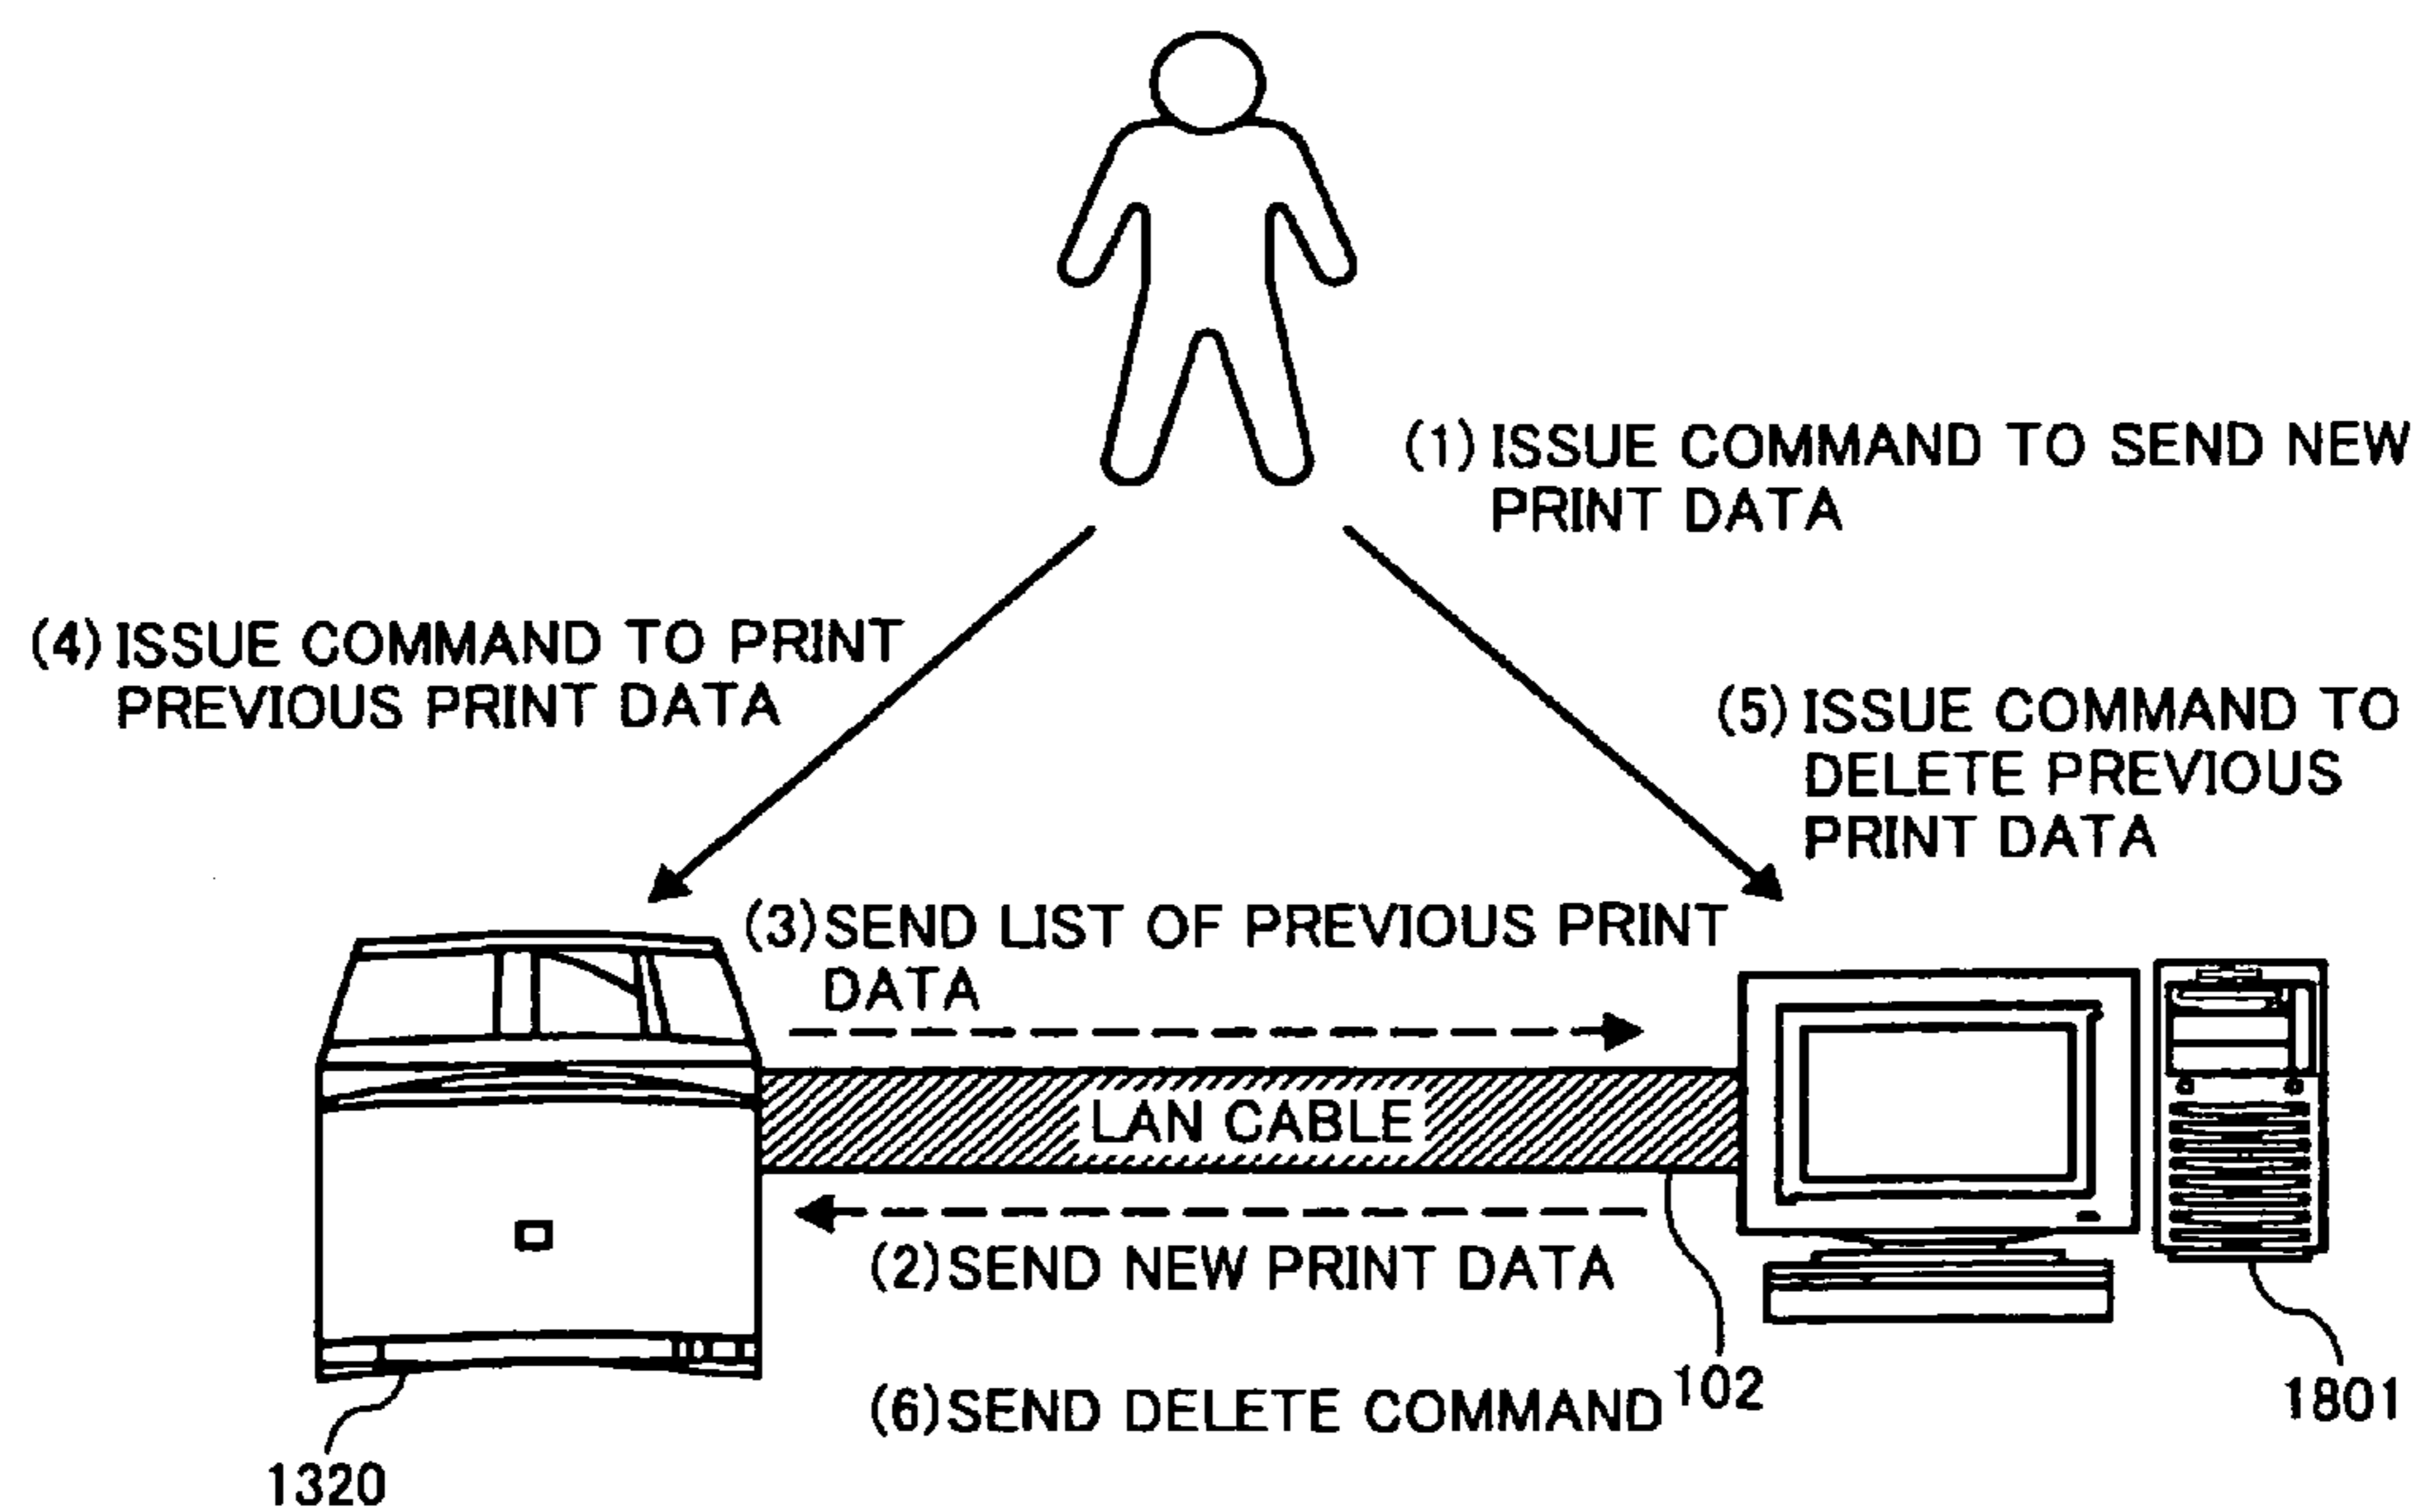 (1) ISSUE COMMAND TO SEND NEW
PRINT DATA
(4) ISSUE COMMAND TO PRINT
PREVIOUS PRINT DATA
(5) ISSUE COMMAND TO
DELETE PREVIOUS
PRINT DATA
(3) SEND LIST OF PREVIOUS PRINT
DATA
LAN CABLE
(2) SEND NEW PRINT DATA
(6) SEND DELETE COMMAND
102
1801
1320